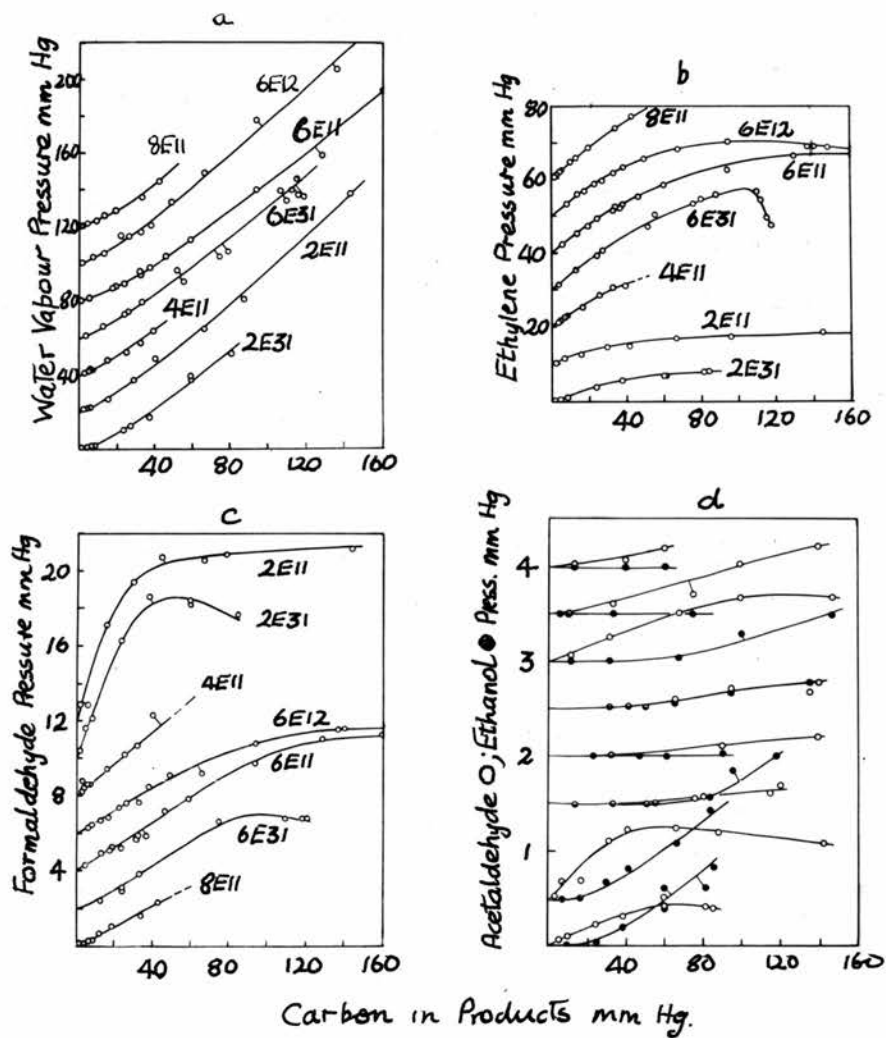 a
Water Vapour Pressure mm Hg
200
160
120
80
40
8E11
6E12
6E11
6E31
2E11
4E11
2E31
40
80
120
160
b
Ethylene Pressure mm Hg
80
60
40
20
8E11
6E12
6E11
6E31
4E11
2E11
2E31
40
80
120
160
c
Formaldehyde Pressure mm Hg
20
16
12
8
4
2E11
2E31
4E11
6E12
6E11
6E31
8E11
40
80
120
160
d
Acetaldehyde O; Ethanol ● Press. mm Hg
4
3
2
1
40
80
120
160
Carbon in Products mm Hg.